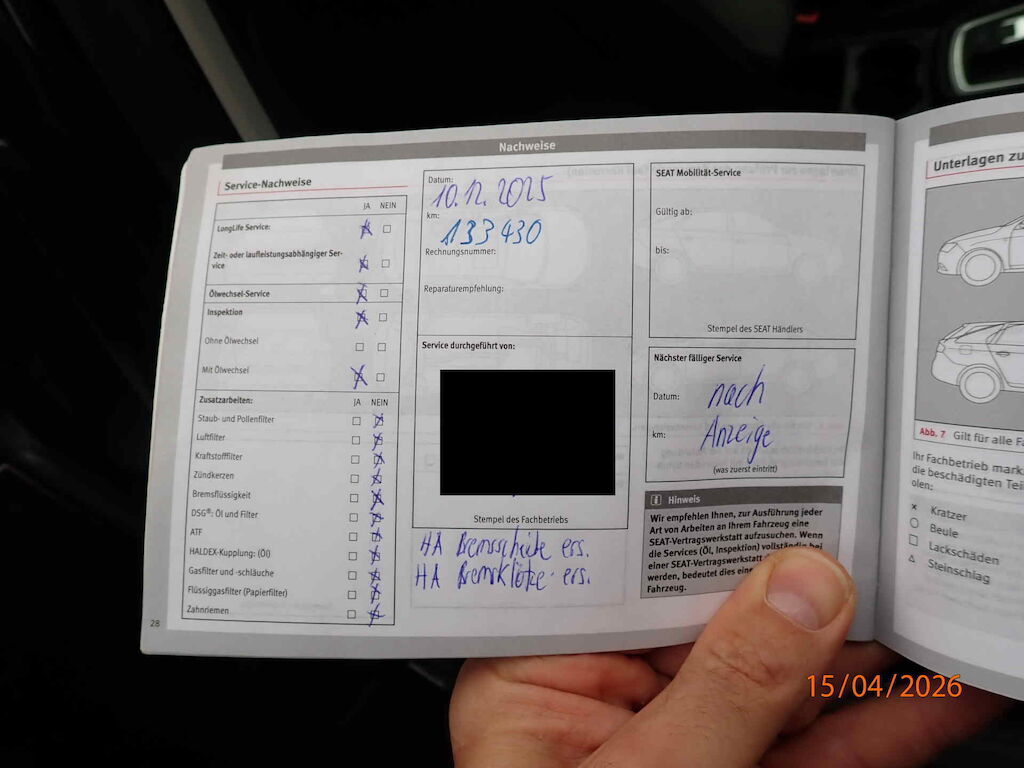 Nachweise
Service-Nachweise
JA NEIN
LongLife Service:
Zeit- oder laufleistungsabhängiger Ser-
vice
Ölwechsel-Service
Inspektion
Ohne Ölwechsel
Mit Ölwechsel
Zusatzarbeiten: JA NEIN
Staub- und Pollenfilter
Luftfilter
Kraftstofffilter
Zündkerzen
Bremsflüssigkeit
DSG®: Öl und Filter
ATF
HALDEX-Kupplung: (Öl)
Gasfilter und -schläuche
Flüssiggasfilter (Papierfilter)
Zahnriemen
28
Datum:
10.12.2025
km:
133430
Rechnungsnummer:
Reparaturempfehlung:
Service durchgeführt von:
Stempel des Fachbetriebs
HA Bremsscheibe ers.
HA Bremsklötze ers.
SEAT Mobilität-Service
Gültig ab:
bis:
Stempel des SEAT Händlers
Nächster fälliger Service
Datum: nach
km: Anzeige
(was zuerst eintritt)
Hinweis
Wir empfehlen Ihnen, zur Ausführung jeder
Art von Arbeiten an Ihrem Fahrzeug eine
SEAT-Vertragswerkstatt aufzusuchen. Wenn
die Services (Öl, Inspektion) vollständig bei
einer SEAT-Vertragswerkstatt
werden, bedeutet dies
Fahrzeug.
Unterlagen zu
Abb. 7 Gilt für alle
Ihr Fachbetrieb
die beschädigten
Kratzer
Beule
Lackschäden
Steinschlag
15/04/2026